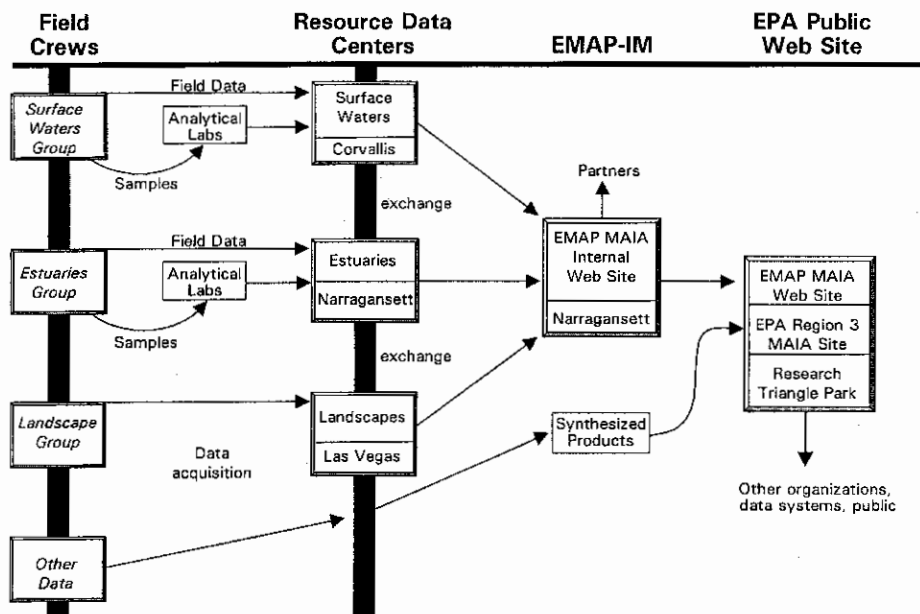 Field
Crews
Resource Data
Centers
EMAP-IM
EPA Public
Web Site
Field Data
Surface
Waters
Group
Analytical
Labs
Samples
Surface
Waters
Corvallis
exchange
Partners
Field Data
Estuaries
Group
Analytical
Labs
Samples
Estuaries
Narragansett
exchange
EMAP MAIA
Internal
Web Site
Narragansett
EMAP MAIA
Web Site
EPA Region 3
MAIA Site
Research
Triangle Park
Landscape
Group
Data
acquisition
Landscapes
Las Vegas
Synthesized
Products
Other organizations,
data systems, public
Other
Data